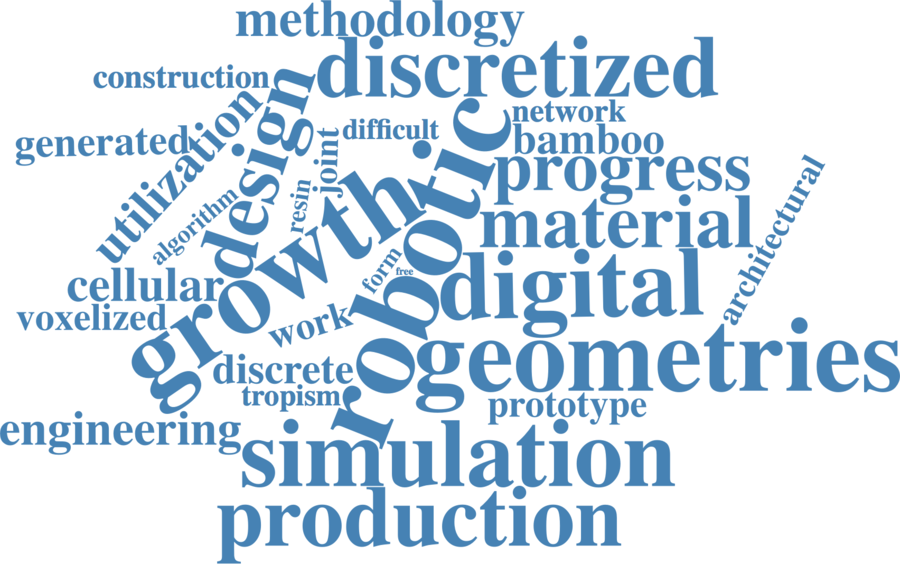 methodology
discretized
construction
design
network
difficult
utilization
generated
bamboo
joint
robotic
progress
resin
algorithm
growth
material
architectural
form
free
cellular
digital
voxelized
work
geometries
discrete
tropism
prototype
engineering
simulation
production